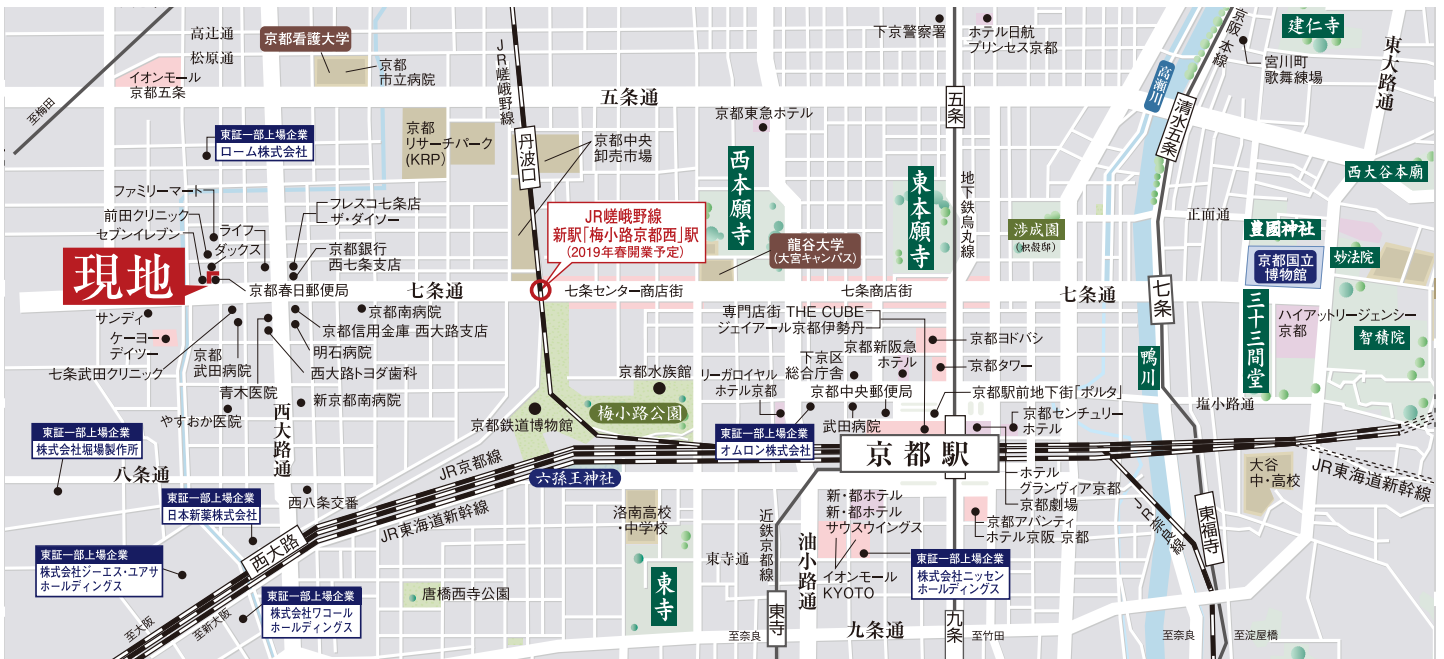 高辻通
松原通
京都看護大学
京都
市立病院
イオンモール
京都五条
至梅田
JR嵯峨野線
五条通
下京警察署
ホテル日航
プリンセス京都
京阪本線
建仁寺
宮川町
歌舞練場
東大路通
高瀬川
清水五条
五条
京都東急ホテル
東証一部上場企業
ローム株式会社
京都
リサーチパーク
(KRP)
丹波口
京都中央
卸売市場
西本願寺
東本願寺
地下鉄烏丸線
西大谷本廟
正面通
渉成園
(枳殻邸)
豊國神社
京都国立
博物館
妙法院
ファミリーマート
前田クリニック
セブンイレブン
ライフ
ダックス
フレスコ七条店
ザ・ダイソー
京都銀行
西七条支店
JR嵯峨野線
新駅「梅小路京都西」駅
(2019年春開業予定)
龍谷大学
(大宮キャンパス)
現地
京都春日郵便局
七条通
七条センター商店街
七条商店街
七条通
七条
三十三間堂
ハイアットリージェンシー
京都
智積院
サンディ
ケーヨー
デイツー
七条武田クリニック
京都
武田病院
青木医院
やすおか医院
京都南病院
京都信用金庫 西大路支店
明石病院
西大路トヨダ歯科
新京都南病院
西大路通
専門店街 THE CUBE
ジェイアール京都伊勢丹
京都ヨドバシ
京都新阪急
ホテル
京都タワー
下京区
総合庁舎
リーガロイヤル
ホテル京都
京都中央郵便局
京都駅前地下街「ポルタ」
武田病院
京都センチュリー
ホテル
鴨川
塩小路通
京都水族館
梅小路公園
京都鉄道博物館
東証一部上場企業
オムロン株式会社
京都駅
東証一部上場企業
株式会社堀場製作所
八条通
JR京都線
JR東海道新幹線
六孫王神社
東証一部上場企業
日本新薬株式会社
西八条交番
西大路
洛南高校
・中学校
近鉄京都線
新・都ホテル
新・都ホテル
サウスウイングス
油小路通
ホテル
グランヴィア京都
京都劇場
京都アバンティ
ホテル京阪 京都
JR奈良線
東福寺
大谷
中・高校
JR東海道新幹線
東証一部上場企業
株式会社ジーエス・ユアサ
ホールディングス
東証一部上場企業
株式会社ワコール
ホールディングス
唐橋西寺公園
東寺
東寺通
イオンモール
KYOTO
東証一部上場企業
株式会社ニッセン
ホールディングス
至大阪
至新大阪
至奈良
東寺
九条通
九条
至竹田
至奈良
至淀屋橋